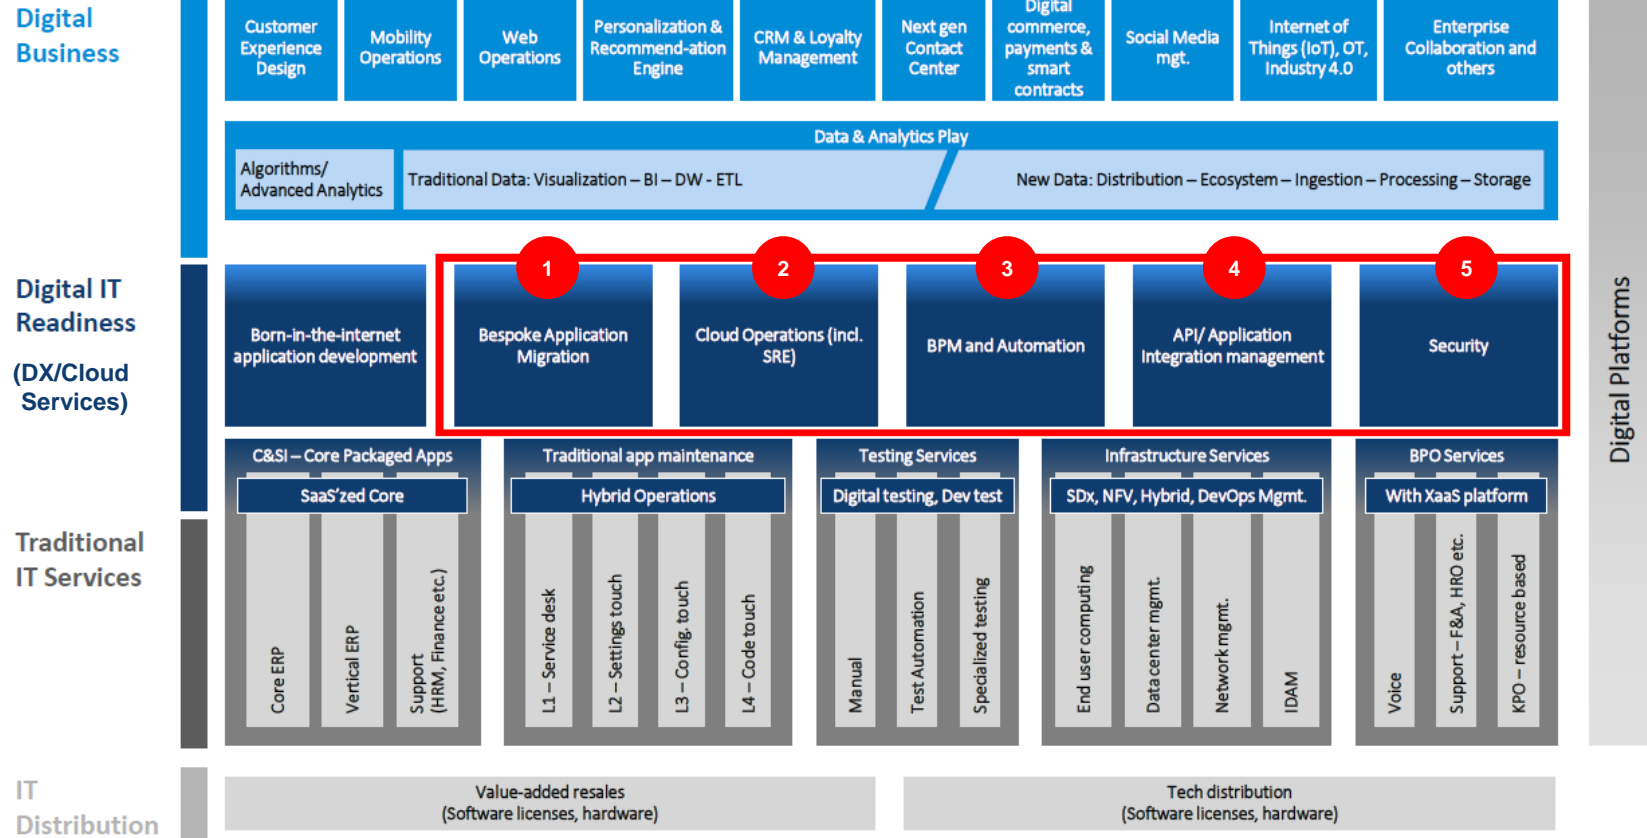 Digital
Business
Customer
Experience
Design
Mobility
Operations
Web
Operations
Personalization &
Recommend-ation
Engine
CRM & Loyalty
Management
Next gen
Contact
Center
Digital
commerce,
payments &
smart
contracts
Social Media
mgt.
Internet of
Things (IoT), OT,
Industry 4.0
Enterprise
Collaboration and
others
Data & Analytics Play
Algorithms/
Advanced Analytics
Traditional Data: Visualization – BI – DW - ETL
New Data: Distribution – Ecosystem – Ingestion – Processing – Storage
Digital IT
Readiness
(DX/Cloud
Services)
Born-in-the-internet
application development
1
Bespoke Application
Migration
2
Cloud Operations (incl.
SRE)
3
BPM and Automation
4
API/ Application
Integration management
5
Security
Digital Platforms
C&SI – Core Packaged Apps
SaaS'zed Core
Traditional app maintenance
Hybrid Operations
Testing Services
Digital testing, Dev test
Infrastructure Services
SDx, NFV, Hybrid, DevOps Mgmt.
BPO Services
With XaaS platform
Traditional
IT Services
Core ERP
Vertical ERP
Support
(HRM, Finance etc.)
L1 – Service desk
L2 – Settings touch
L3 – Config. touch
L4 – Code touch
Manual
Test Automation
Specialized testing
End user computing
Data center mgmt.
Network mgmt.
IDAM
Voice
Support – F&A, HRO etc.
KPO – resource based
IT
Distribution
Value-added resales
(Software licenses, hardware)
Tech distribution
(Software licenses, hardware)